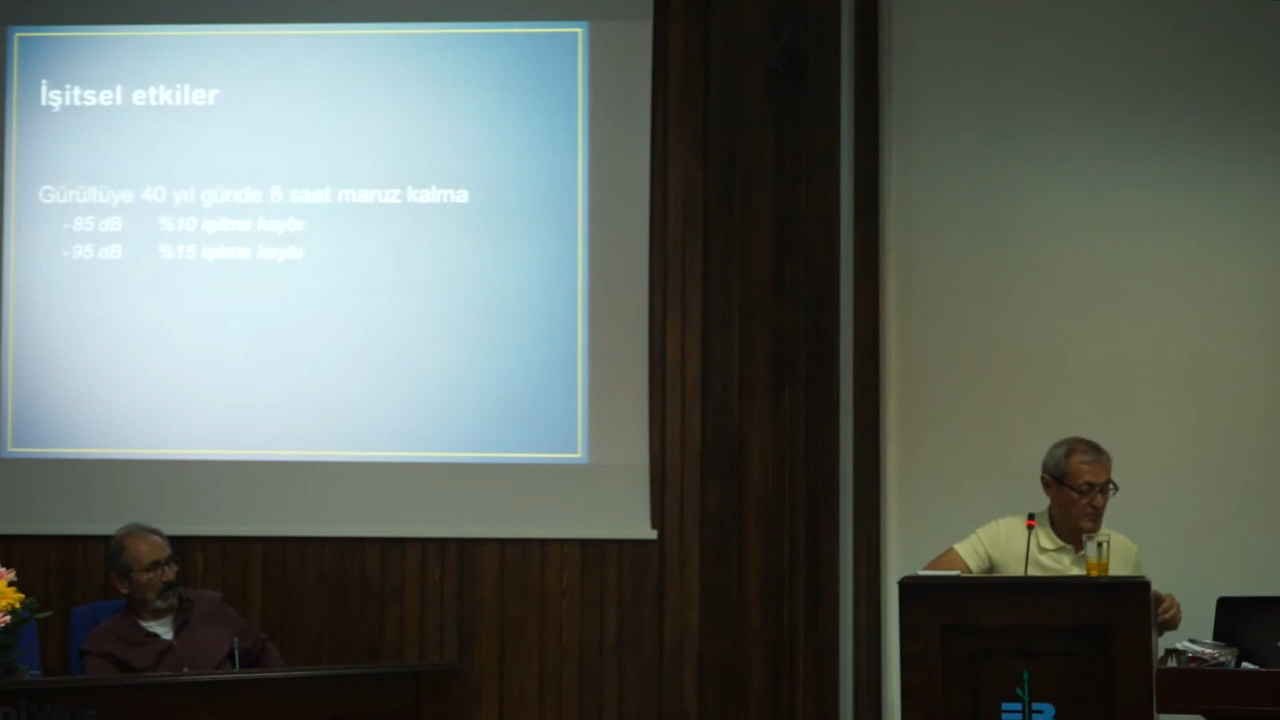 İşitsel etkiler
Gürültüye 40 yıl günde 8 saat maruz kalma
- 85 dB %10 işitme kaybı
- 95 dB %15 işitme kaybı